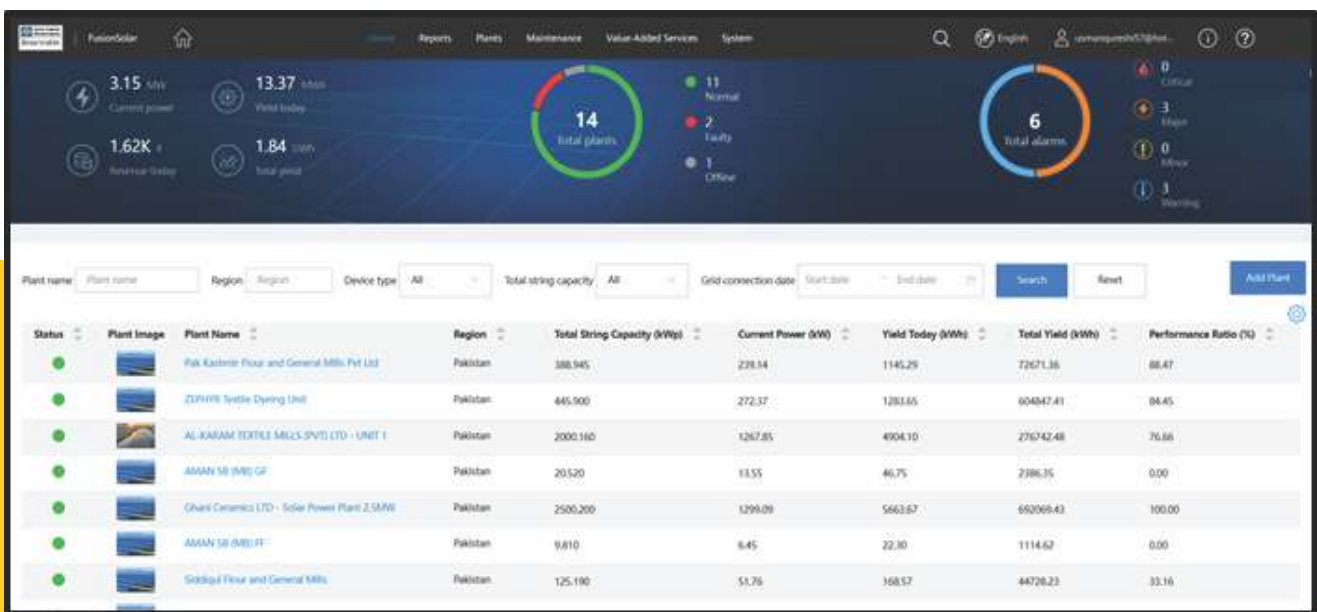 FusionSolar Home Reports Plants Maintenance Value-Added Services System English
3.15 MW
Current power
13.37 MWh
Yield today
1.62K
Revenue today
1.84 GWh
Total yield
14
Total plants
11
Normal
2
Faulty
1
Offline
6
Total alarms
0
Critical
3
Major
0
Minor
3
Warning
Plant name Plant name Region Region Device type All Total string capacity All Grid connection date Start date ~ End date Search Reset Add Plant
Status Plant Image Plant Name Region Total String Capacity (kWp) Current Power (kW) Yield Today (kWh) Total Yield (kWh) Performance Ratio (%)
Pak Kashmir Flour and General Mills Pvt Ltd Pakistan 388.945 239.14 1145.29 72671.36 88.47
ZEPHYR Textile Dyeing Unit Pakistan 445.900 272.37 1283.65 604847.41 84.45
AL-KARAM TEXTILE MILLS (PVT) LTD - UNIT 1 Pakistan 2000.160 1267.85 4904.10 276742.48 76.66
AMAN SB (MB) GF Pakistan 20.520 13.55 46.75 2386.35 0.00
Ghani Ceramics LTD - Solar Power Plant 2.5MW Pakistan 2500.200 1299.09 5663.67 692069.43 100.00
AMAN SB (MB) FF Pakistan 9.810 6.45 22.30 1114.62 0.00
Siddiqui Flour and General Mills Pakistan 125.190 51.76 168.57 44728.23 33.16